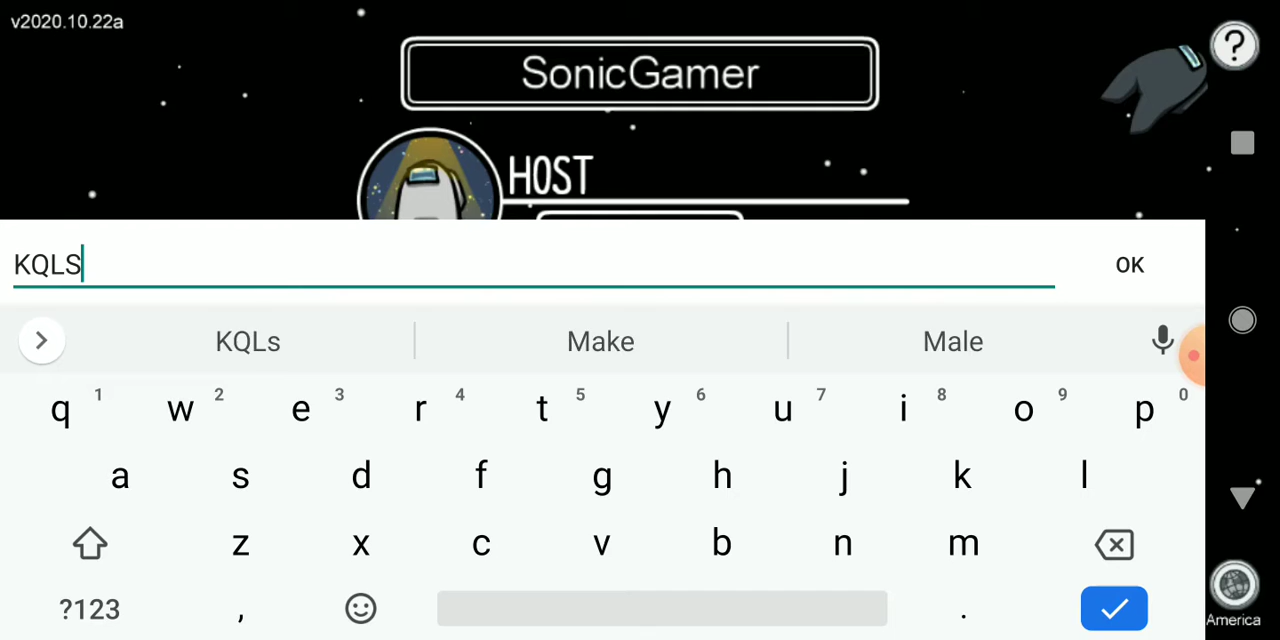 v2020.10.22a
SonicGamer
?
HOST
KQLS
OK
KQLs Make Male
q 1 w 2 e 3 r 4 t 5 y 6 u 7 i 8 o 9 p 0
a s d f g h j k l
z x c v b n m
?123 , .
America